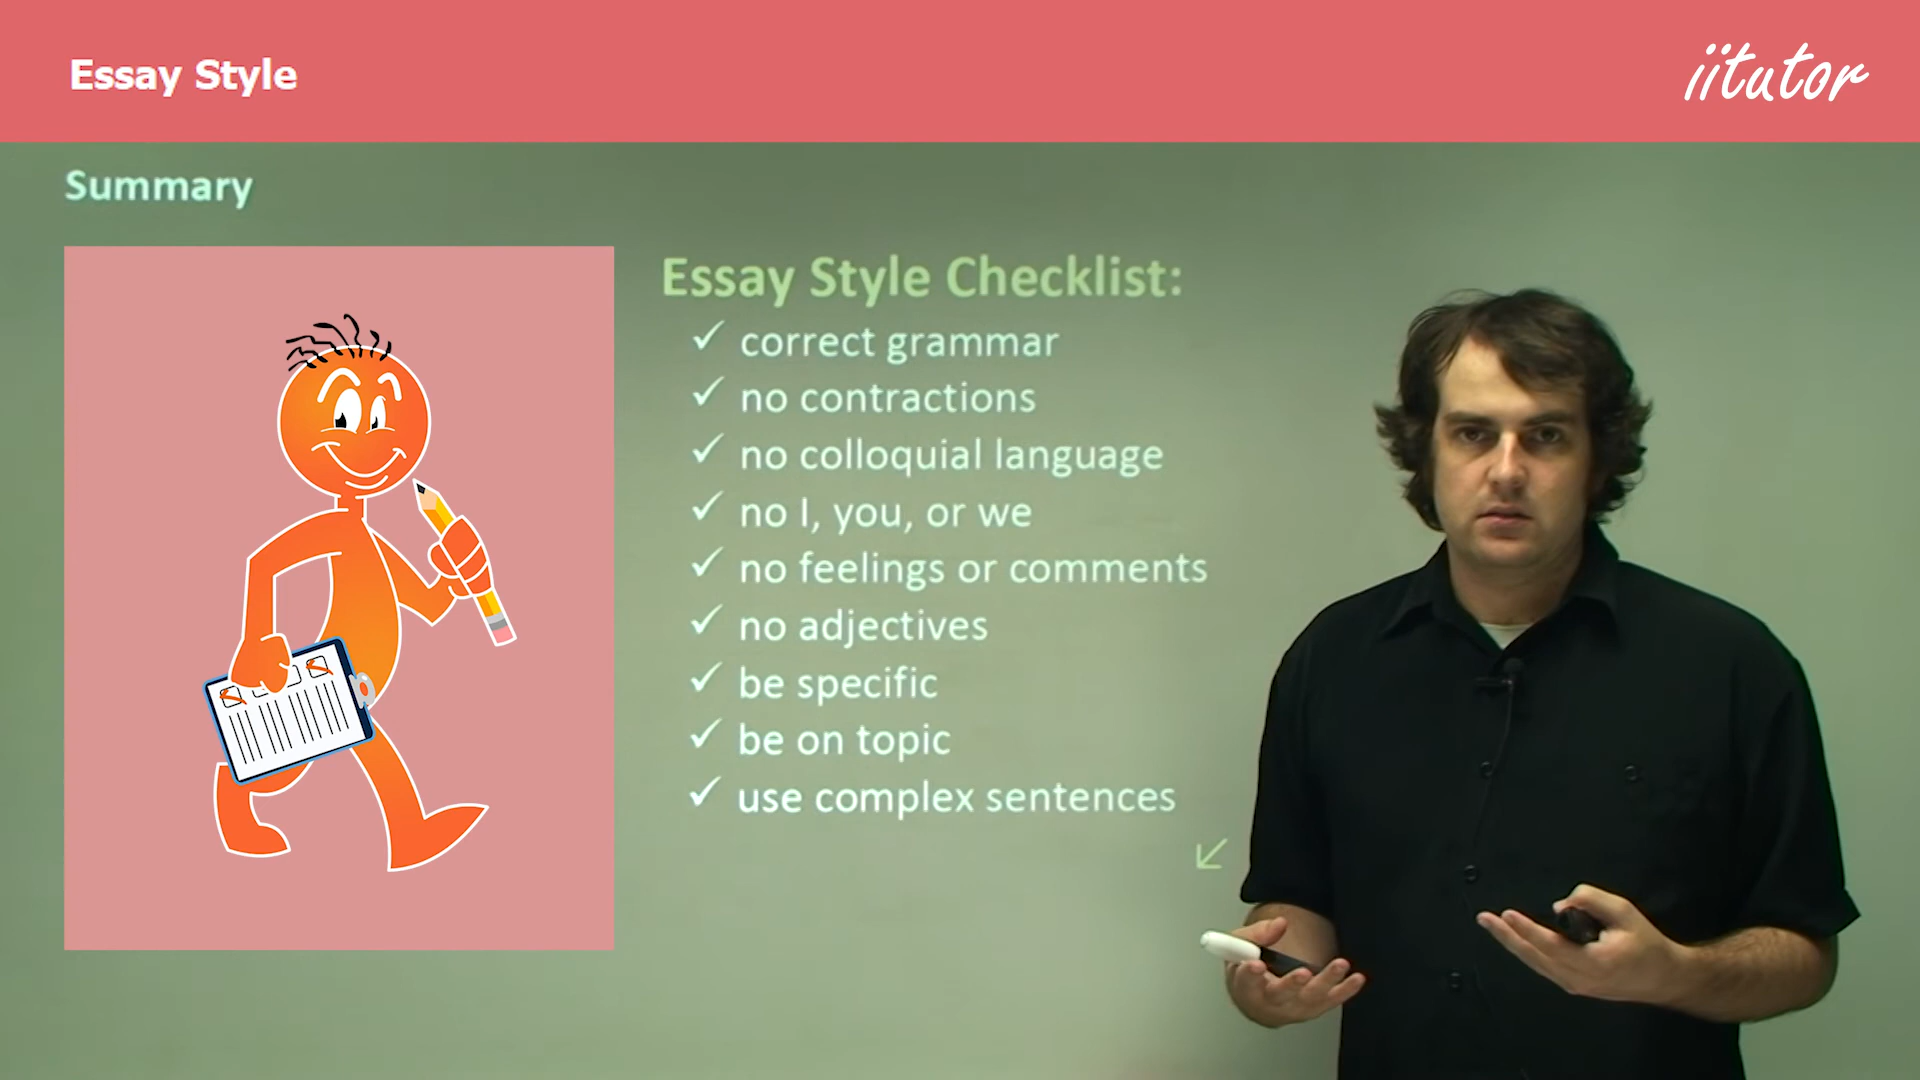 Essay Style
iitutor
Summary
Essay Style Checklist:
✓ correct grammar
✓ no contractions
✓ no colloquial language
✓ no I, you, or we
✓ no feelings or comments
✓ no adjectives
✓ be specific
✓ be on topic
✓ use complex sentences